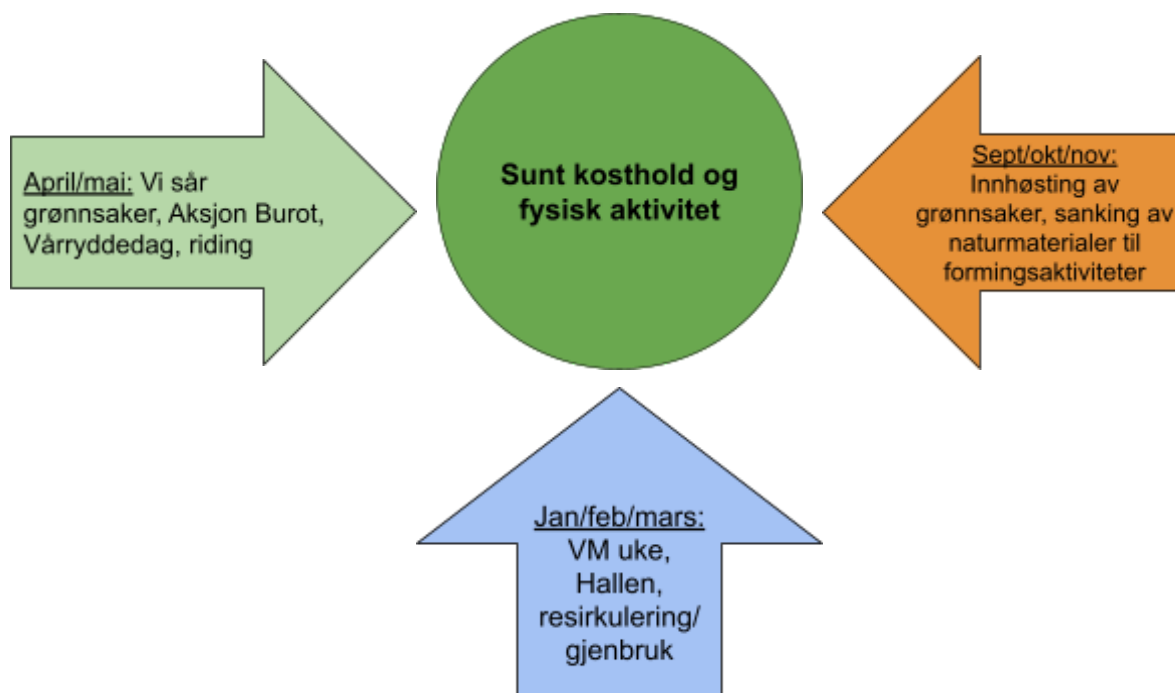 Sunt kosthold og
fysisk aktivitet
April/mai: Vi sår
grønnsaker, Aksjon Burot,
Vårryddedag, riding
Sept/okt/nov:
Innhøsting av
grønnsaker, sanking av
naturmaterialer til
formingsaktiviteter
Jan/feb/mars:
VM uke,
Hallen,
resirkulering/
gjenbruk